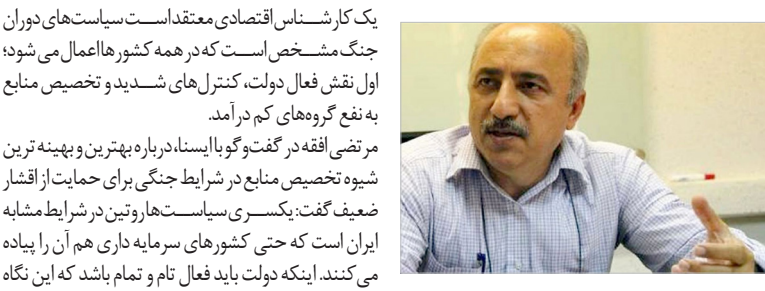 یک کارشناس اقتصادی معتقد است سیاست‌های دوران
جنگ مشخص است که در همه کشورها اعمال می شود؛
اول نقش فعال دولت، کنترل‌های شدید و تخصیص منابع
به نفع گروه‌های کم درآمد.
مرتضی افقه در گفت‌وگو با ایسنا، درباره بهترین و بهینه ترین
شیوه تخصیص منابع در شرایط جنگی برای حمایت از اقشار
ضعیف گفت: یکسری سیاست‌ها روتین در شرایط مشابه
ایران است که حتی کشورهای سرمایه داری هم آن را پیاده
می‌کنند. اینکه دولت باید فعال تام و تمام باشد که این نگاه